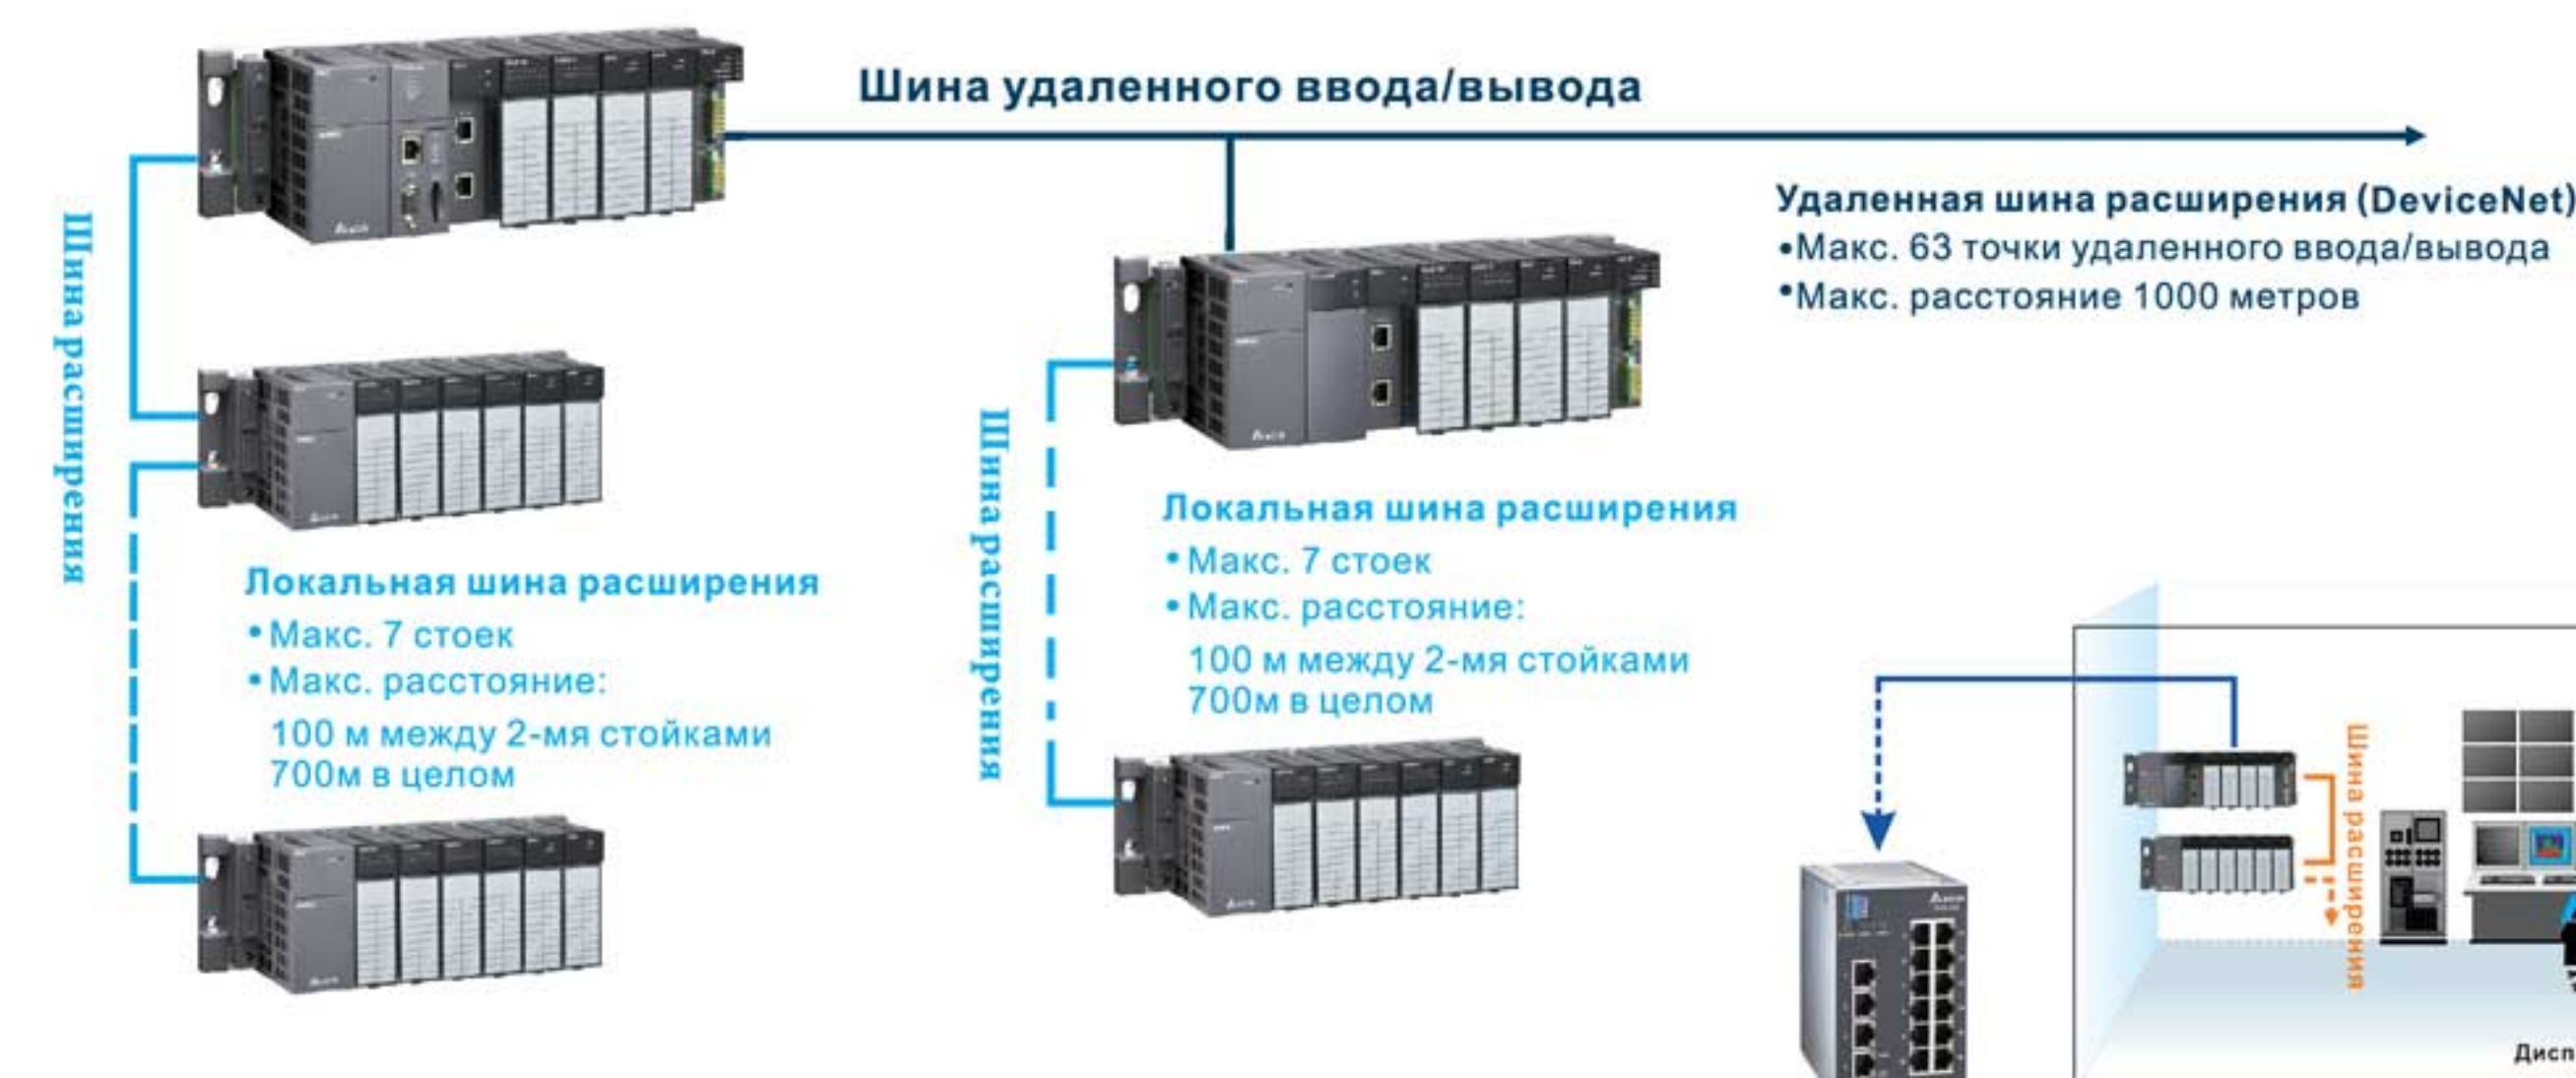 Шина удаленного ввода/вывода
Удаленная шина расширения (DeviceNet)
•Макс. 63 точки удаленного ввода/вывода
•Макс. расстояние 1000 метров
Шина расширения
Локальная шина расширения
•Макс. 7 стоек
•Макс. расстояние:
100 м между 2-мя стойками
700м в целом
Шина расширения
Локальная шина расширения
•Макс. 7 стоек
•Макс. расстояние:
100 м между 2-мя стойками
700м в целом
Шина расширения